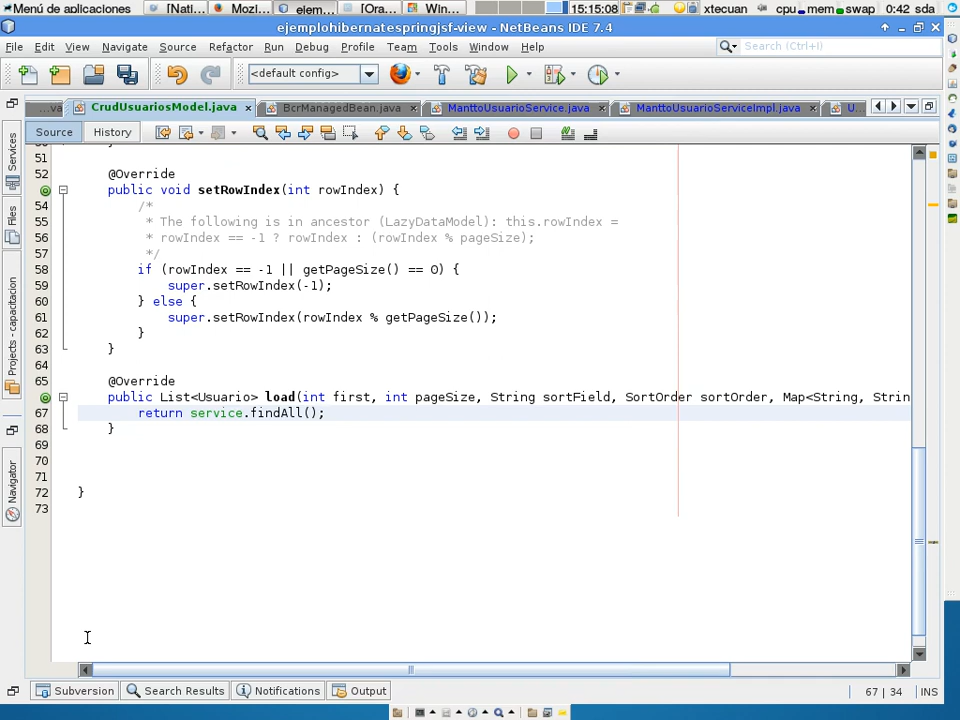 Menú de aplicaciones [Natl... Mozi... ejem... [Ora... Win... 15:15:08 xtecuan cpu mem swap 0:42 sda
ejemplohibernatespringjsf-view - NetBeans IDE 7.4
File Edit View Navigate Source Refactor Run Debug Profile Team Tools Window Help Search (Ctrl+I)
<default config>
...va CrudUsuariosModel.java BcrManagedBean.java ManttoUsuarioService.java ManttoUsuarioServiceImpl.java U...
Source History
Services
Files
Projects - capacitacion
Navigator
51
52 @Override
public void setRowIndex(int rowIndex) {
54 /*
55 * The following is in ancestor (LazyDataModel): this.rowIndex =
56 * rowIndex == -1 ? rowIndex : (rowIndex % pageSize);
57 */
58 if (rowIndex == -1 || getPageSize() == 0) {
59 super.setRowIndex(-1);
60 } else {
61 super.setRowIndex(rowIndex % getPageSize());
62 }
63 }
64
65 @Override
public List<Usuario> load(int first, int pageSize, String sortField, SortOrder sortOrder, Map<String, Strin
67 return service.findAll();
68 }
69
70
71
72 }
73
Subversion Search Results Notifications Output 67 | 34 INS